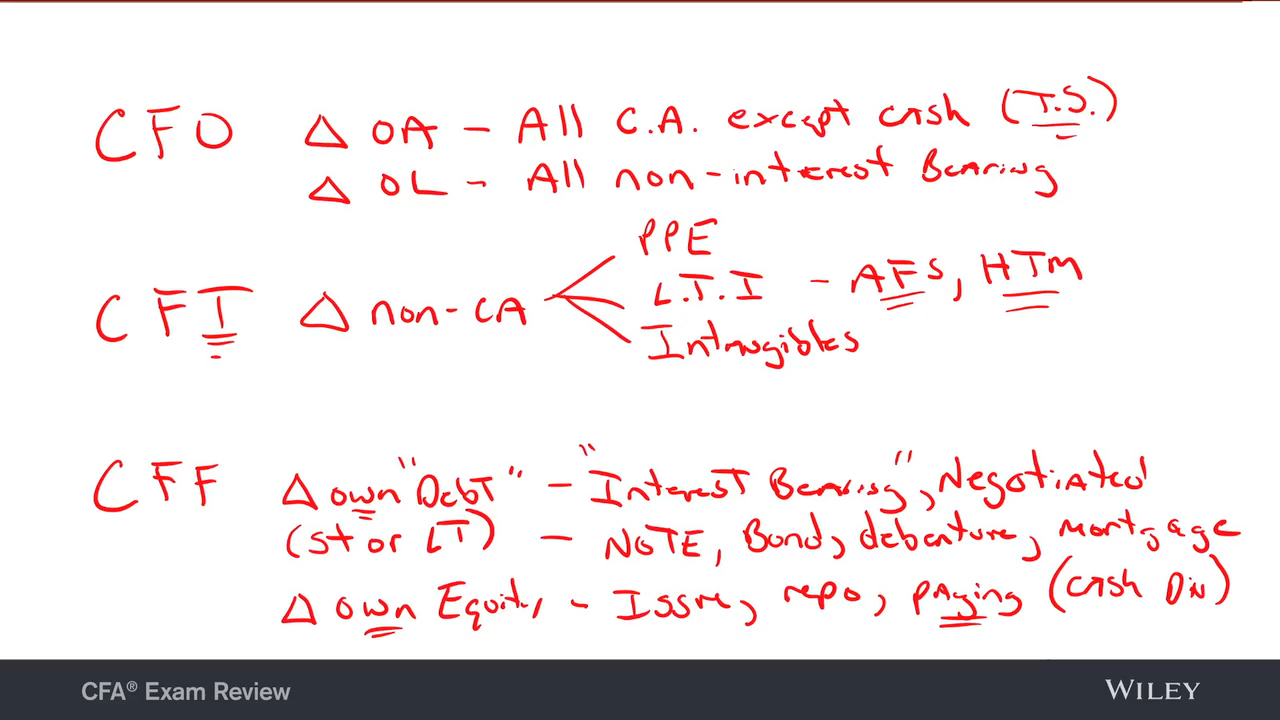 CFO △ OA - All C.A. except cash (T.S.)
△ OL - All non-interest Bearing
PPE
CFI △ non-CA L.T.I - AFS, HTM
Intangibles
CFF △ own "Debt" - "Interest Bearing", Negotiated
(St or LT) - NOTE, Bond, debenture, mortgage
△ own Equity - Issue, repo, paying (cash Div)
CFA® Exam Review WILEY